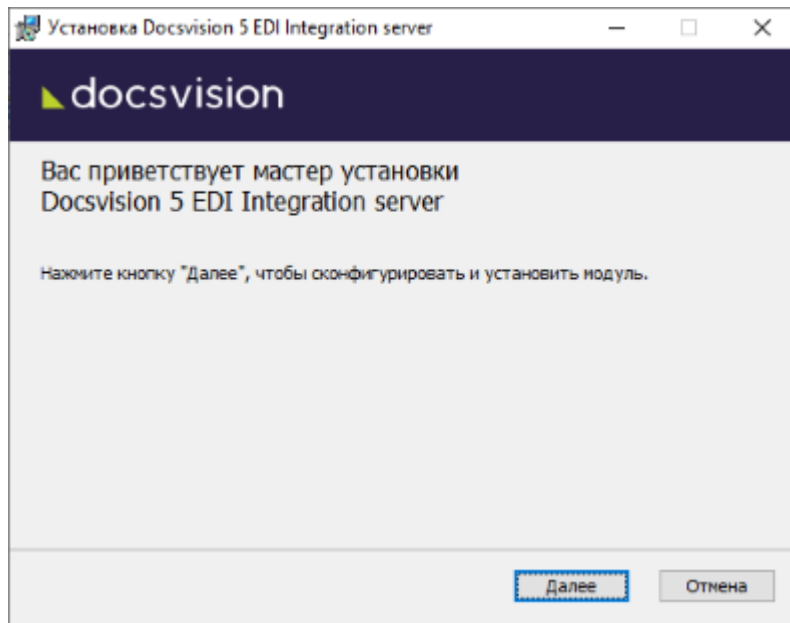 Установка Docsvision 5 EDI Integration server
docsvision
Вас приветствует мастер установки
Docsvision 5 EDI Integration server
Нажмите кнопку "Далее", чтобы сконфигурировать и установить модуль.
Далее
Отмена